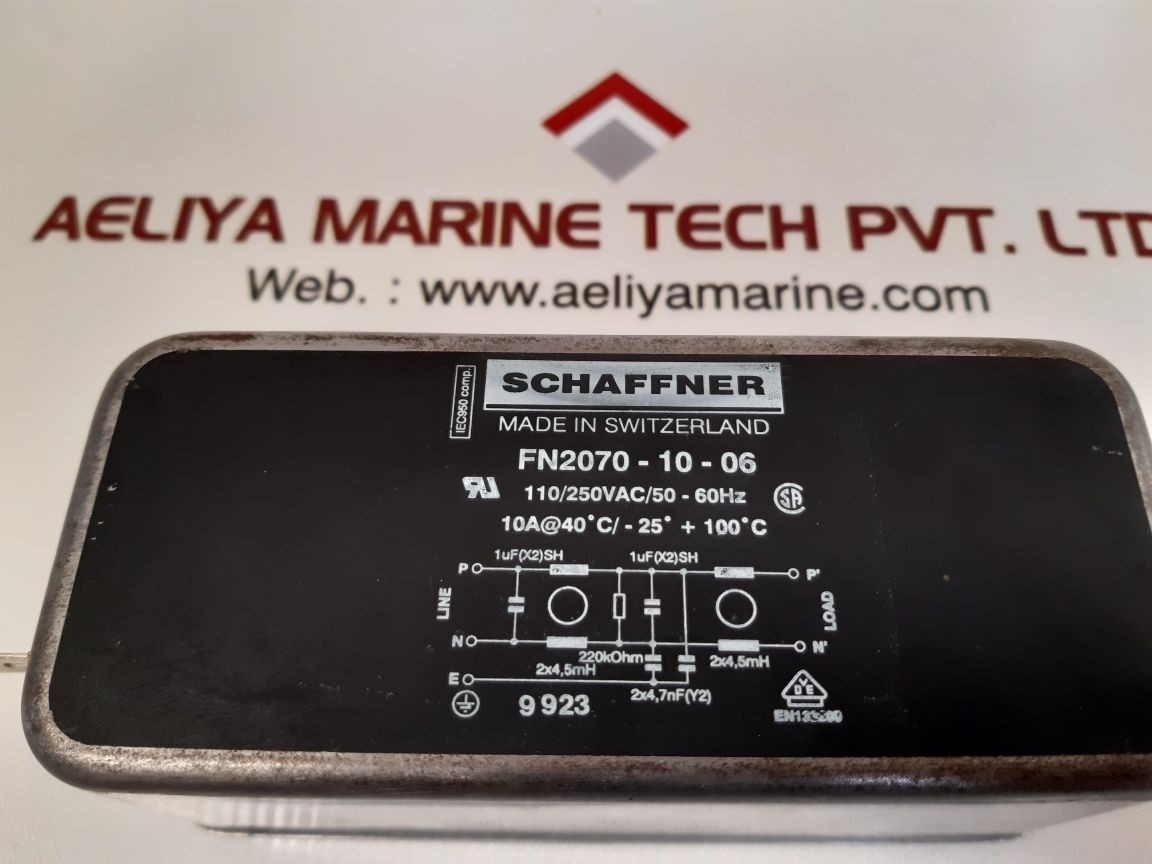 AELIYA MARINE TECH PVT. LTD
Web. : www.aeliyamarine.com
IEC950 comp.
SCHAFFNER
MADE IN SWITZERLAND
FN2070 - 10 - 06
110/250VAC/50 - 60Hz
SA
10A@40°C/ - 25° + 100°C
1uF(X2)SH 1uF(X2)SH
P P'
LINE LOAD
N N'
220kOhm
2x4,5mH 2x4,5mH
E
2x4,7nF(Y2)
9923
VDE